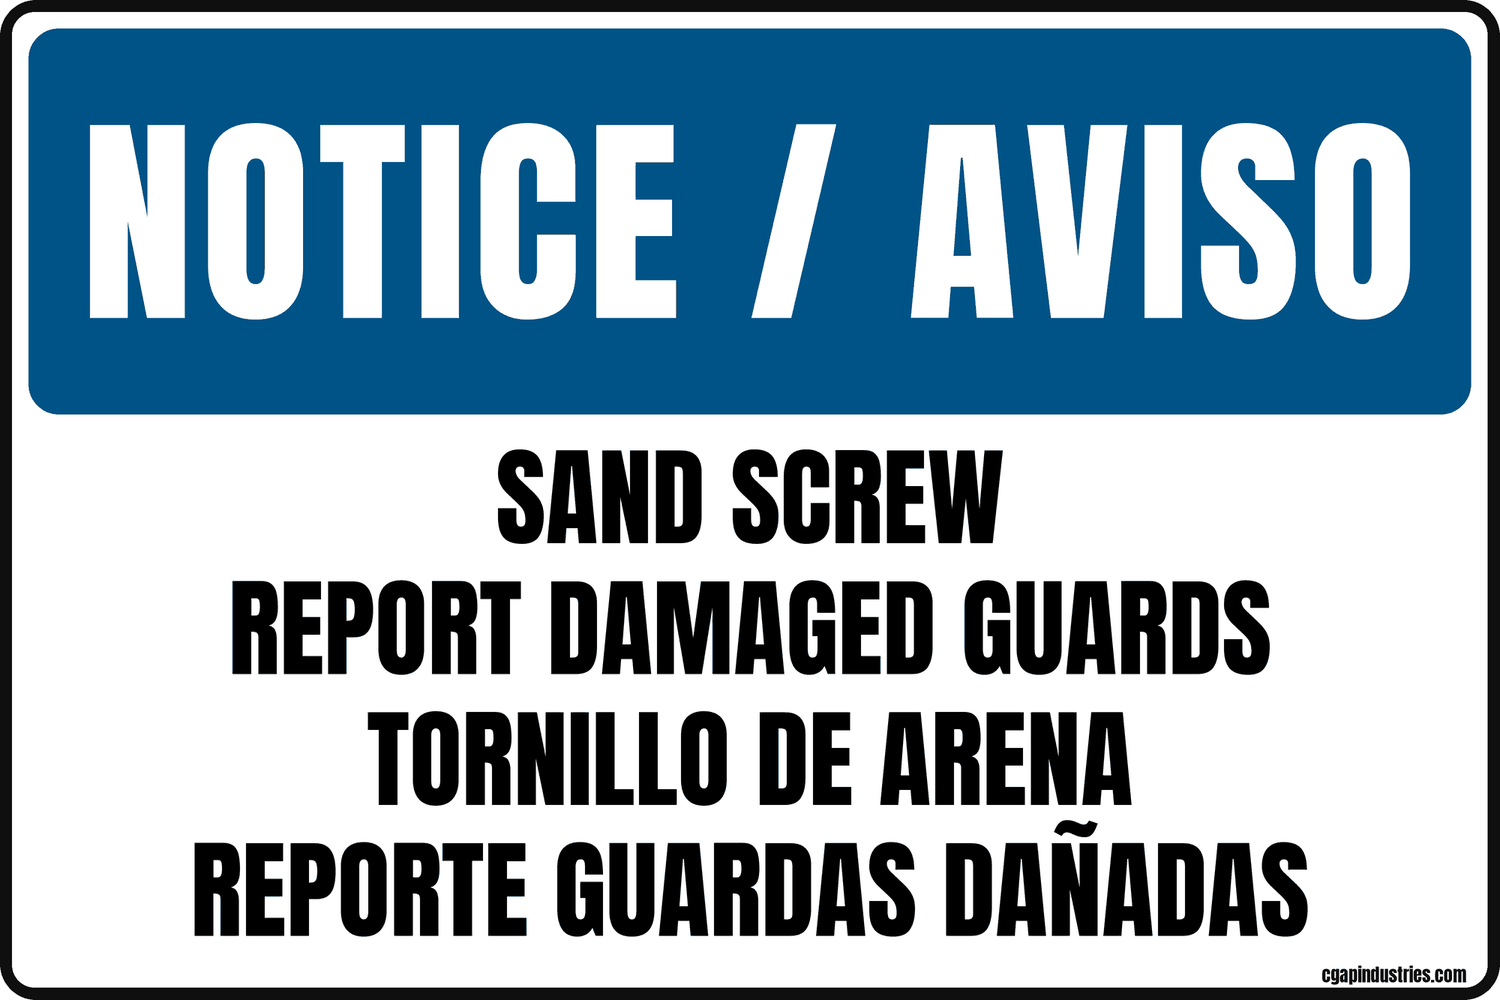 NOTICE / AVISO
SAND SCREW
REPORT DAMAGED GUARDS
TORNILLO DE ARENA
REPORTE GUARDAS DAÑADAS
cgapindustries.com